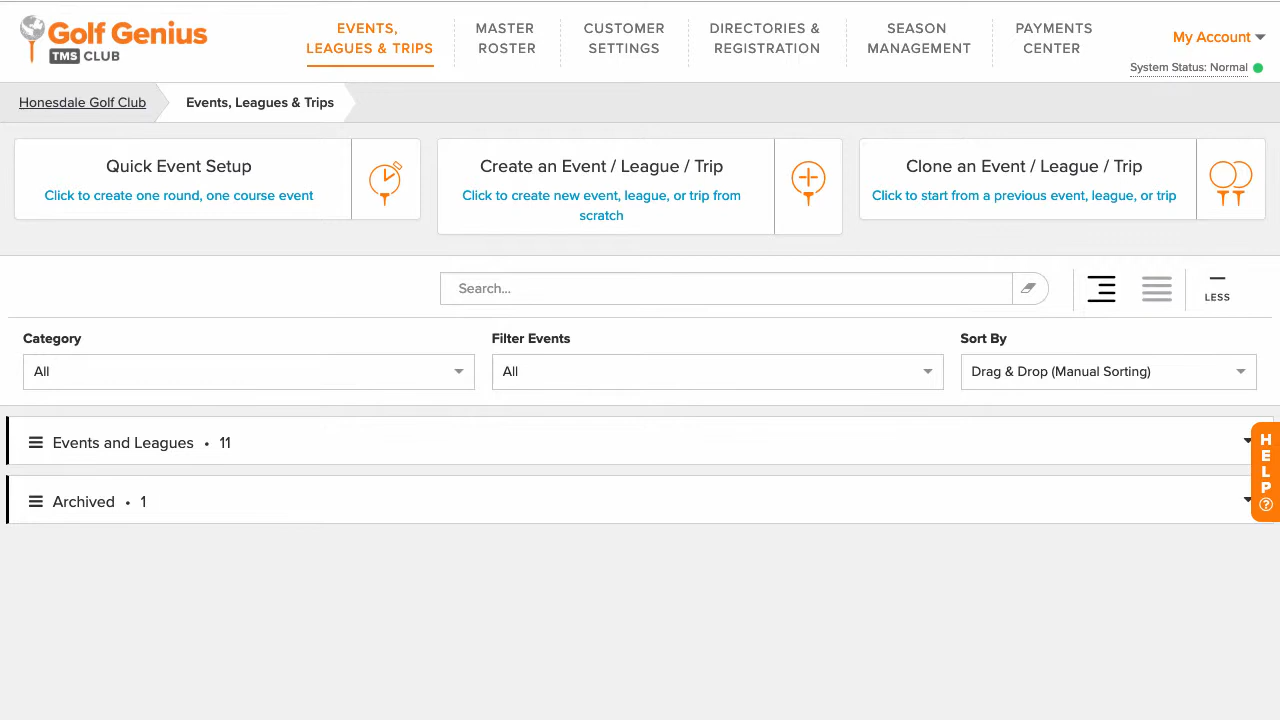 Golf Genius
TMS CLUB
EVENTS,
LEAGUES & TRIPS
MASTER
ROSTER
CUSTOMER
SETTINGS
DIRECTORIES &
REGISTRATION
SEASON
MANAGEMENT
PAYMENTS
CENTER
My Account
System Status: Normal
Honesdale Golf Club
Events, Leagues & Trips
Quick Event Setup
Click to create one round, one course event
Create an Event / League / Trip
Click to create new event, league, or trip from
scratch
Clone an Event / League / Trip
Click to start from a previous event, league, or trip
Search...
LESS
Category
Filter Events
Sort By
All
All
Drag & Drop (Manual Sorting)
Events and Leagues • 11
Archived • 1
HELP